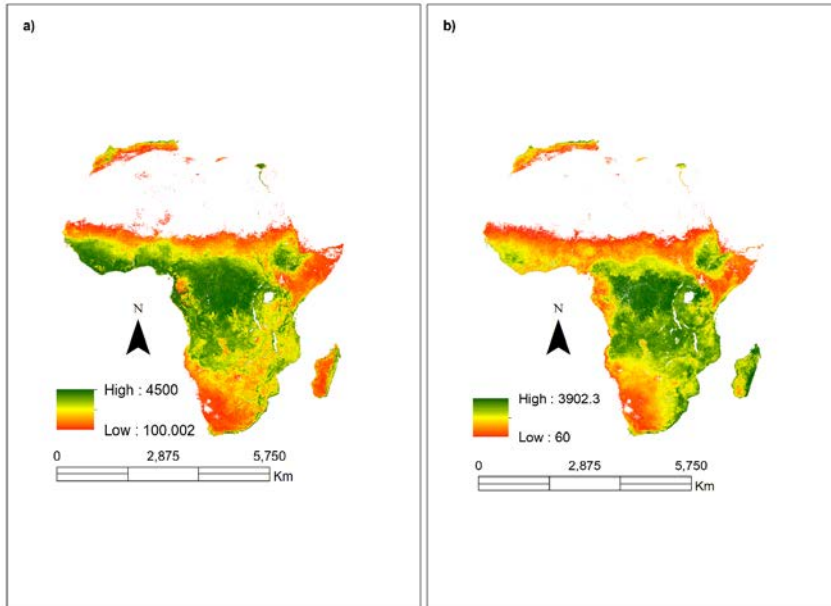 a)
N
High : 4500
Low : 100.002
0 2,875 5,750
Km
b)
N
High : 3902.3
Low : 60
0 2,875 5,750
Km